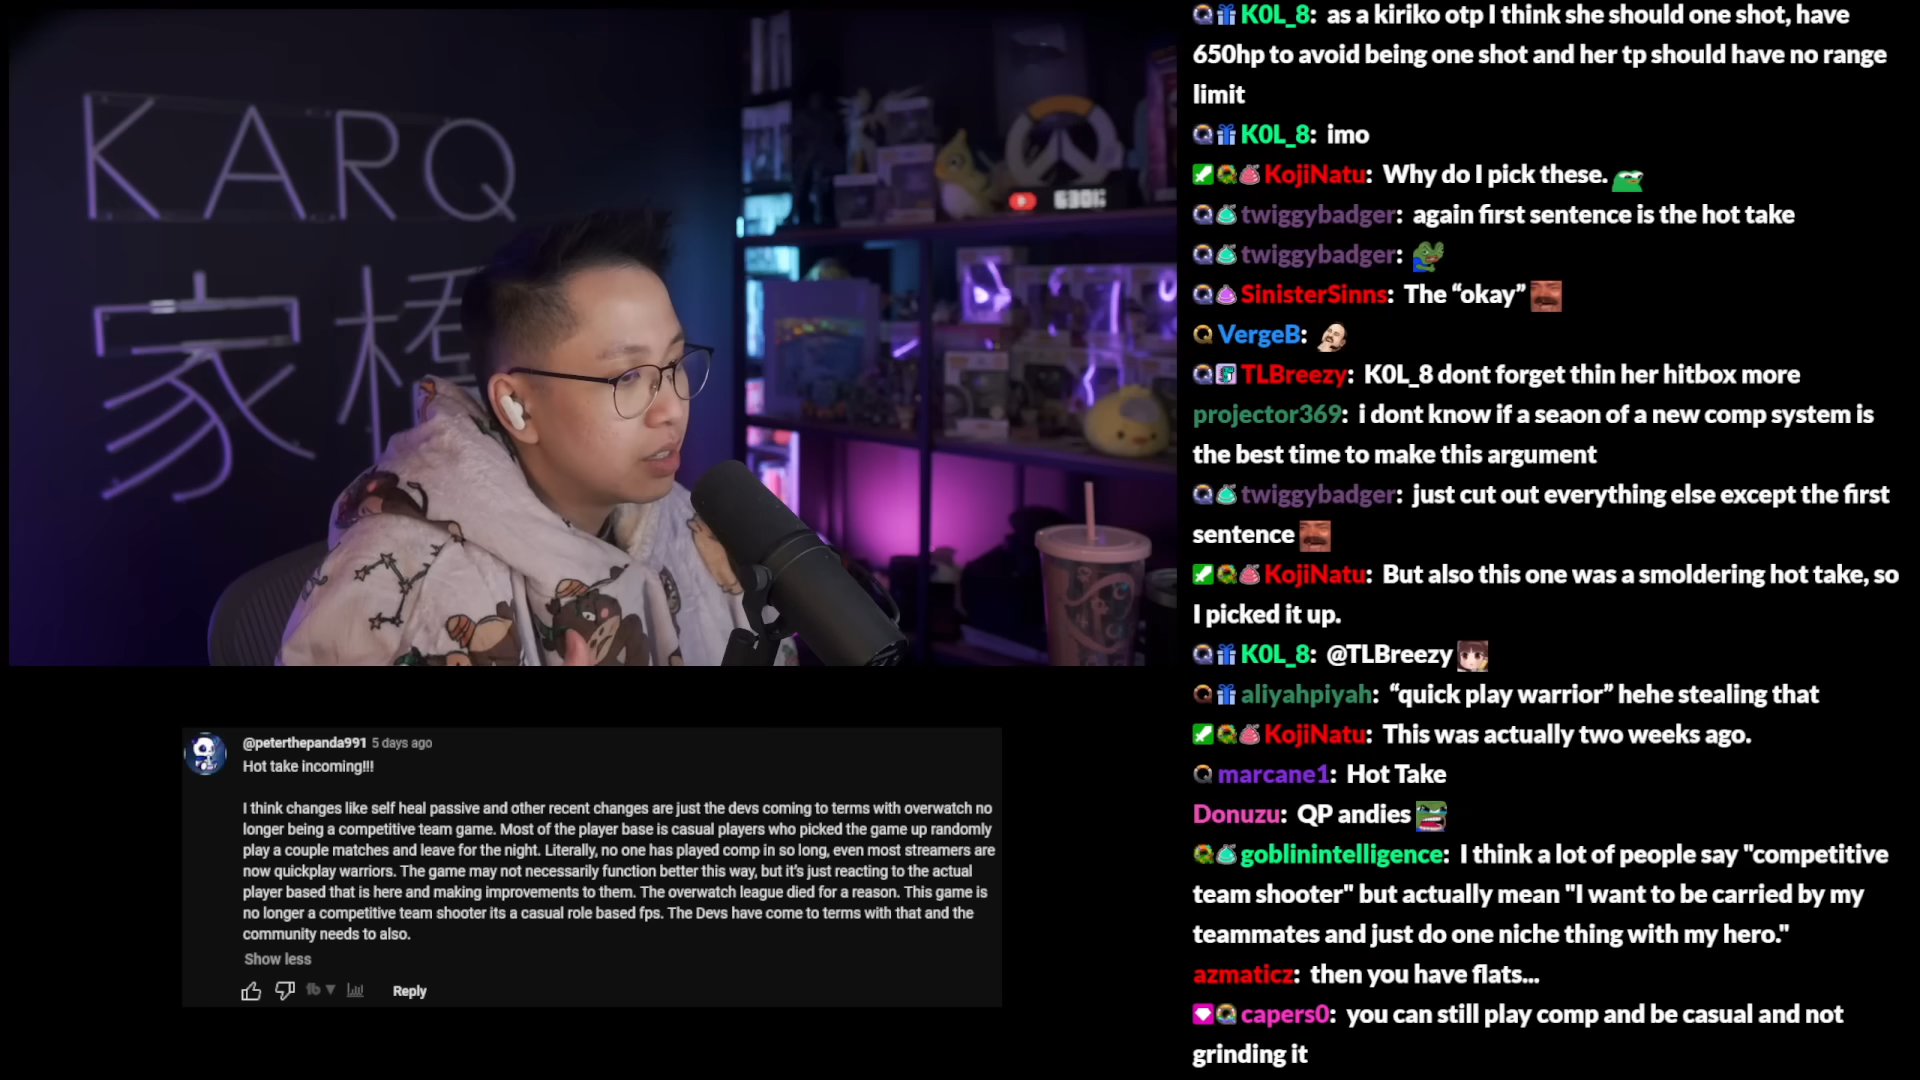 KARQ
家橋
630K
K0L_8: as a kiriko otp I think she should one shot, have
650hp to avoid being one shot and her tp should have no range
limit
K0L_8: imo
KojiNatu: Why do I pick these.
twiggybadger: again first sentence is the hot take
twiggybadger:
SinisterSinns: The “okay”
VergeB:
TLBreezy: K0L_8 dont forget thin her hitbox more
projector369: i dont know if a seaon of a new comp system is
the best time to make this argument
twiggybadger: just cut out everything else except the first
sentence
KojiNatu: But also this one was a smoldering hot take, so
I picked it up.
K0L_8: @TLBreezy
aliyahpiyah: “quick play warrior” hehe stealing that
KojiNatu: This was actually two weeks ago.
marcane1: Hot Take
Donuzu: QP andies
goblinintelligence: I think a lot of people say "competitive
team shooter" but actually mean "I want to be carried by my
teammates and just do one niche thing with my hero."
azmaticz: then you have flats...
capers0: you can still play comp and be casual and not
grinding it
@peterthepanda991 5 days ago
Hot take incoming!!!
I think changes like self heal passive and other recent changes are just the devs coming to terms with overwatch no
longer being a competitive team game. Most of the player base is casual players who picked the game up randomly
play a couple matches and leave for the night. Literally, no one has played comp in so long, even most streamers are
now quickplay warriors. The game may not necessarily function better this way, but it's just reacting to the actual
player based that is here and making improvements to them. The overwatch league died for a reason. This game is
no longer a competitive team shooter its a casual role based fps. The Devs have come to terms with that and the
community needs to also.
Show less
Reply